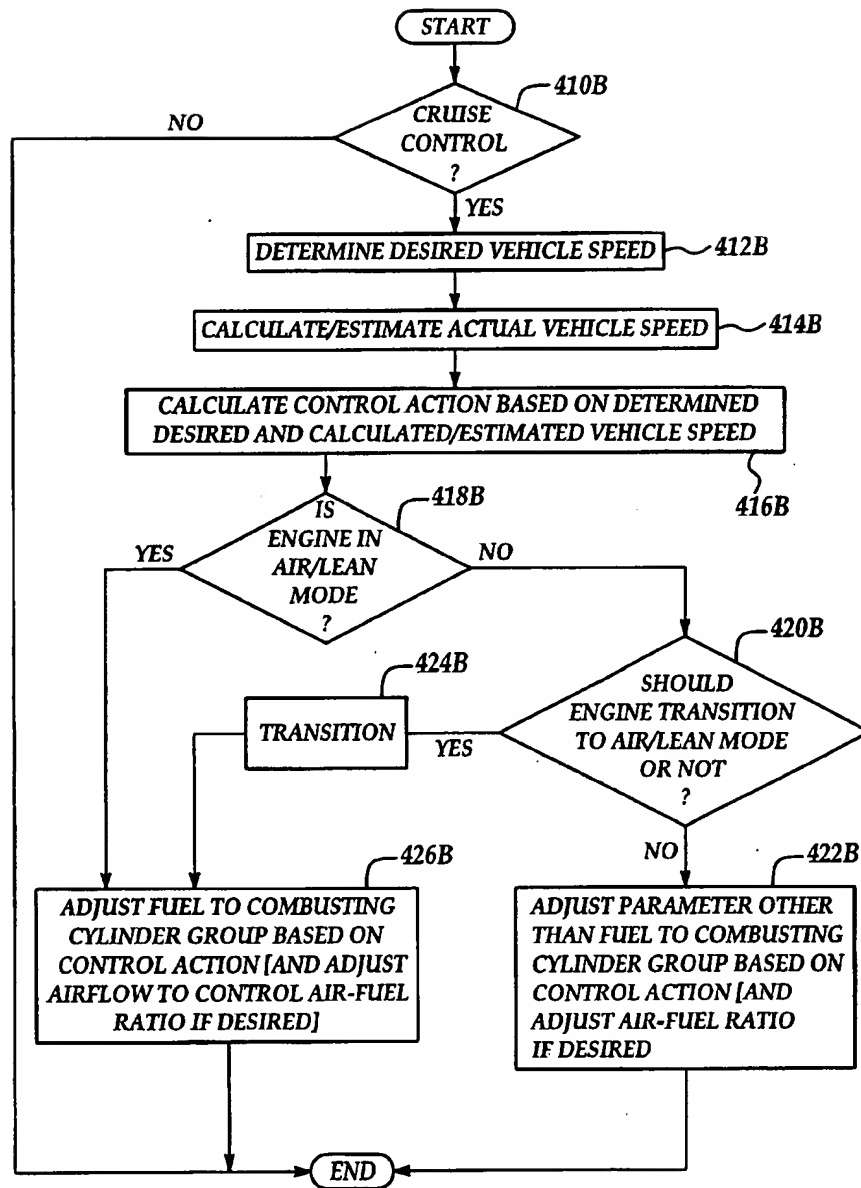 START
410B
CRUISE
CONTROL
?
NO
YES
DETERMINE DESIRED VEHICLE SPEED
412B
CALCULATE/ESTIMATE ACTUAL VEHICLE SPEED
414B
CALCULATE CONTROL ACTION BASED ON DETERMINED
DESIRED AND CALCULATED/ESTIMATED VEHICLE SPEED
416B
418B
IS
ENGINE IN
AIR/LEAN
MODE
?
YES
NO
420B
SHOULD
ENGINE TRANSITION
TO AIR/LEAN MODE
OR NOT
?
424B
TRANSITION
YES
NO
426B
ADJUST FUEL TO COMBUSTING
CYLINDER GROUP BASED ON
CONTROL ACTION [AND ADJUST
AIRFLOW TO CONTROL AIR-FUEL
RATIO IF DESIRED]
422B
ADJUST PARAMETER OTHER
THAN FUEL TO COMBUSTING
CYLINDER GROUP BASED ON
CONTROL ACTION [AND
ADJUST AIR-FUEL RATIO
IF DESIRED
END